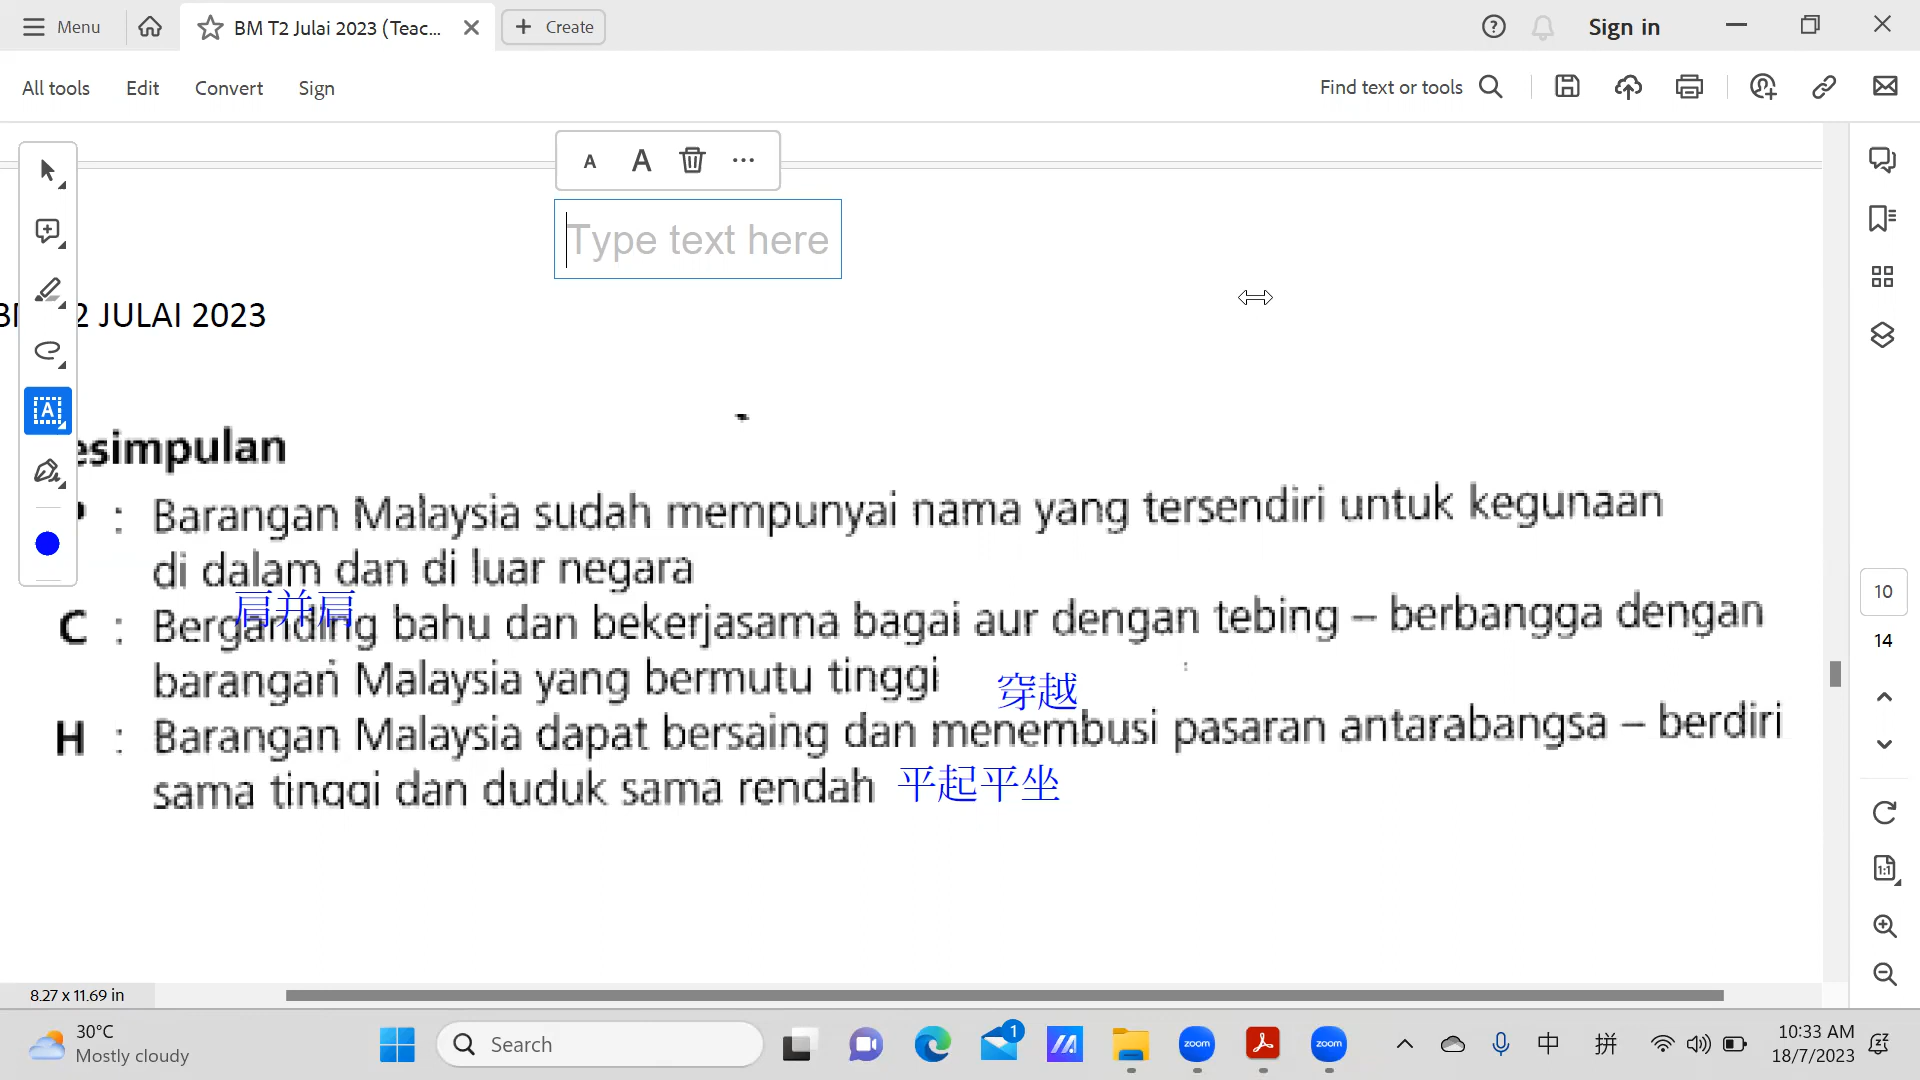 Menu
BM T2 Julai 2023 (Teac...
Create
Sign in
All tools
Edit
Convert
Sign
Find text or tools
A
A
Type text here
2 JULAI 2023
esimpulan
: Barangan Malaysia sudah mempunyai nama yang tersendiri untuk kegunaan
di dalam dan di luar negara
肩并肩
C : Berganding bahu dan bekerjasama bagai aur dengan tebing – berbangga dengan
barangan Malaysia yang bermutu tinggi
穿越
H : Barangan Malaysia dapat bersaing dan menembusi pasaran antarabangsa – berdiri
sama tinggi dan duduk sama rendah
平起平坐
10
14
8.27 x 11.69 in
30°C
Mostly cloudy
Search
1
zoom
zoom
中
拼
10:33 AM
18/7/2023